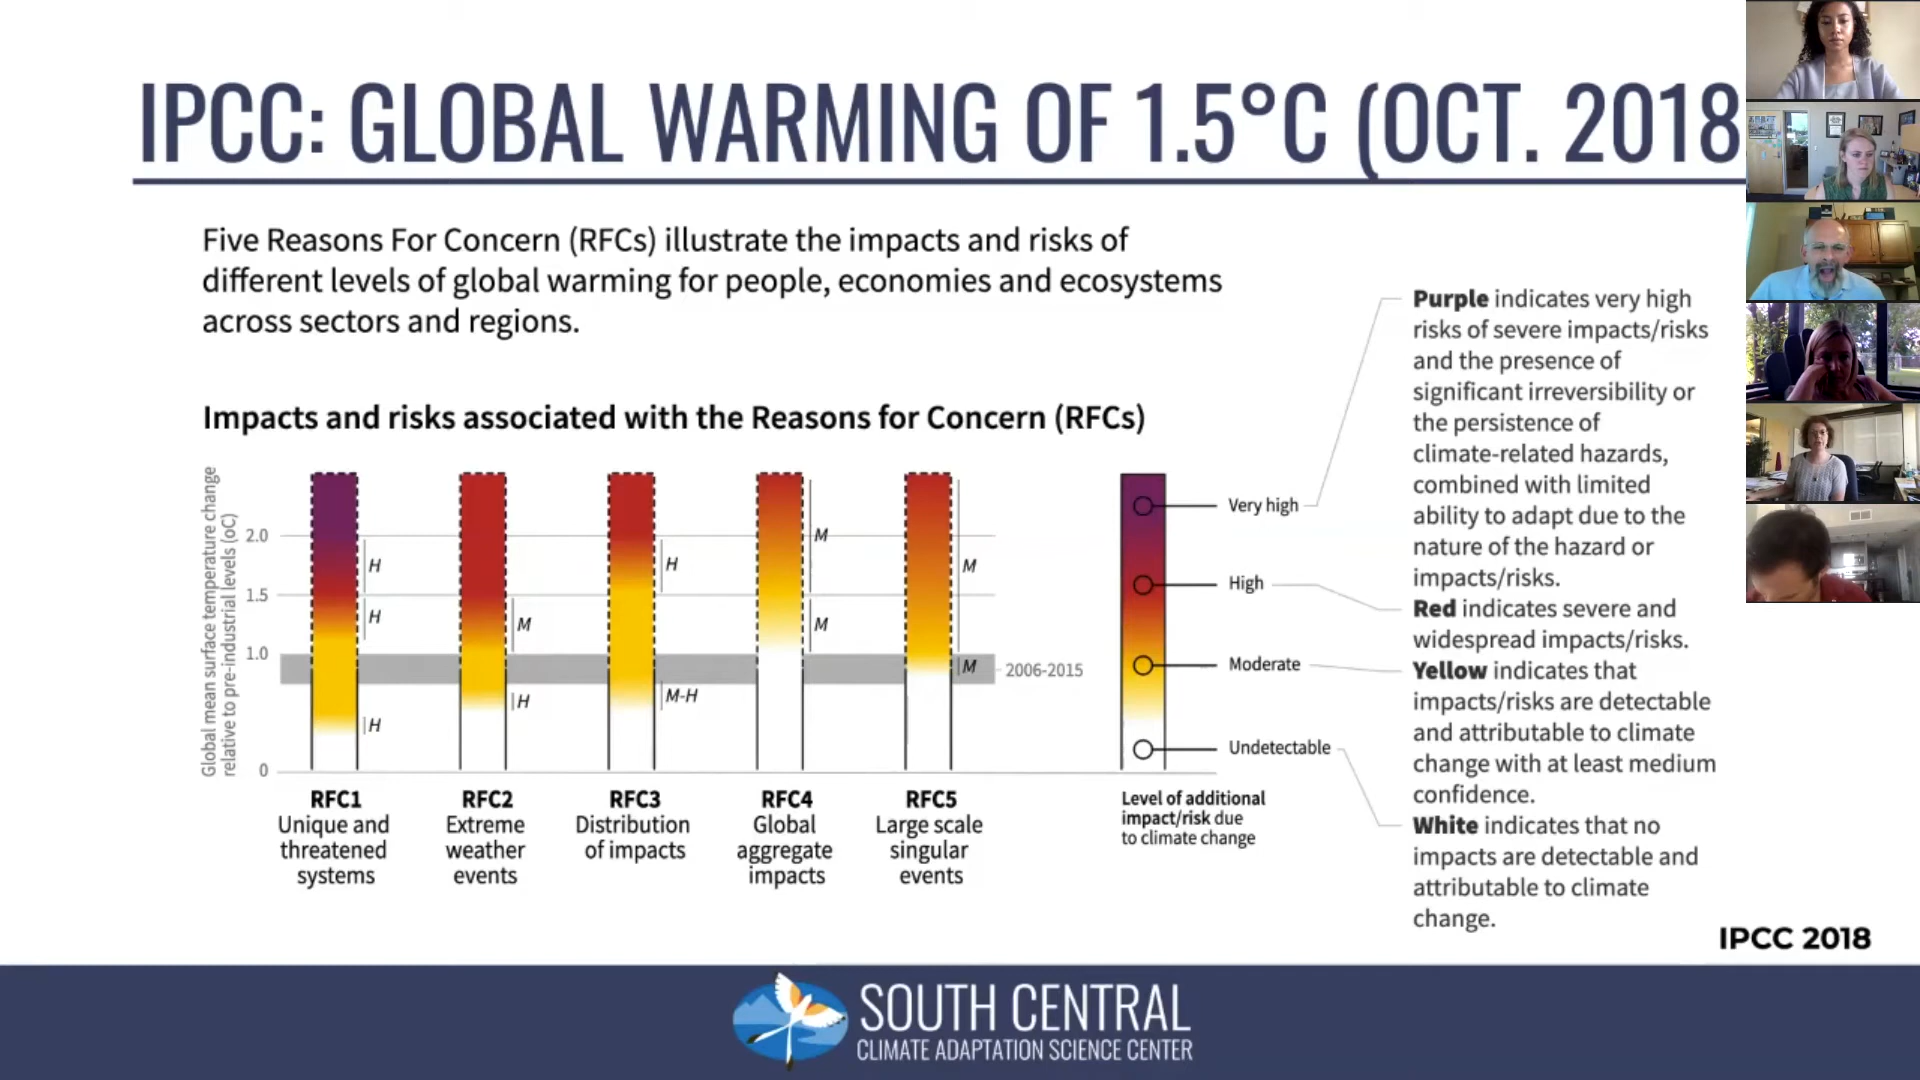 IPCC: GLOBAL WARMING OF 1.5°C (OCT. 2018
Five Reasons For Concern (RFCs) illustrate the impacts and risks of
different levels of global warming for people, economies and ecosystems
across sectors and regions.
Impacts and risks associated with the Reasons for Concern (RFCs)
Global mean surface temperature change
relative to pre-industrial levels (oC)
2.0
1.5
1.0
0
H
H
H
M
H
H
M-H
M
M
M
M
2006-2015
RFC1
Unique and
threatened
systems
RFC2
Extreme
weather
events
RFC3
Distribution
of impacts
RFC4
Global
aggregate
impacts
RFC5
Large scale
singular
events
Very high
High
Moderate
Undetectable
Level of additional
impact/risk due
to climate change
Purple indicates very high
risks of severe impacts/risks
and the presence of
significant irreversibility or
the persistence of
climate-related hazards,
combined with limited
ability to adapt due to the
nature of the hazard or
impacts/risks.
Red indicates severe and
widespread impacts/risks.
Yellow indicates that
impacts/risks are detectable
and attributable to climate
change with at least medium
confidence.
White indicates that no
impacts are detectable and
attributable to climate
change.
IPCC 2018
SOUTH CENTRAL
CLIMATE ADAPTATION SCIENCE CENTER